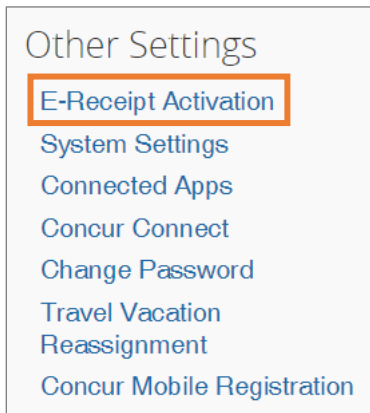 Other Settings
E-Receipt Activation
System Settings
Connected Apps
Concur Connect
Change Password
Travel Vacation
Reassignment
Concur Mobile Registration